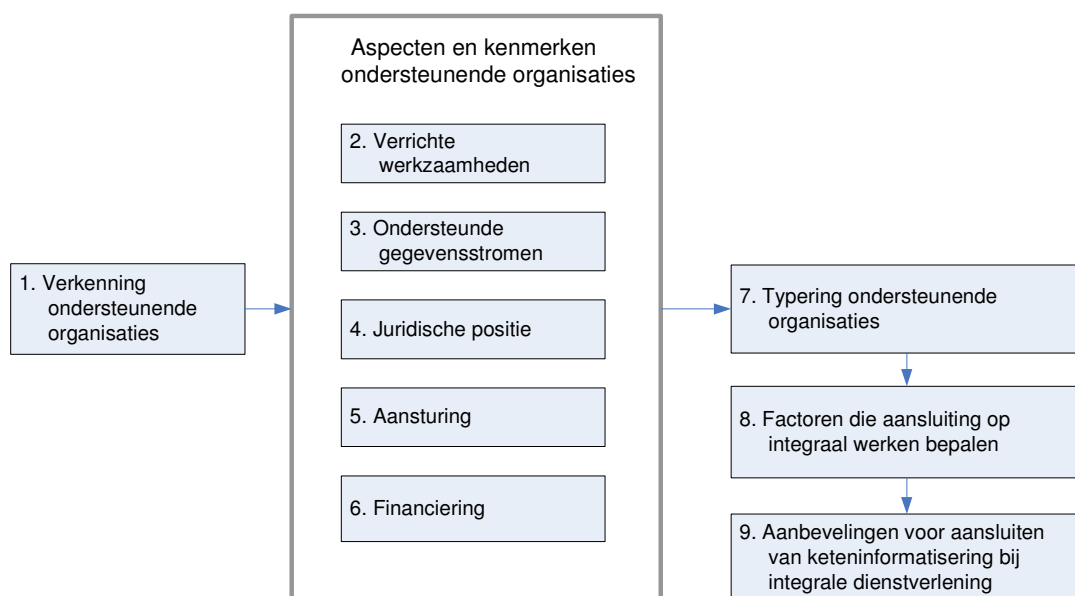 Aspecten en kenmerken
ondersteunende organisaties
2. Verrichte
werkzaamheden
3. Ondersteunde
gegevensstromen
1. Verkenning
ondersteunende
organisaties
4. Juridische positie
5. Aansturing
6. Financiering
7. Typering ondersteunende
organisaties
8. Factoren die aansluiting op
integraal werken bepalen
9. Aanbevelingen voor aansluiten
van keteninformatisering bij
integrale dienstverlening